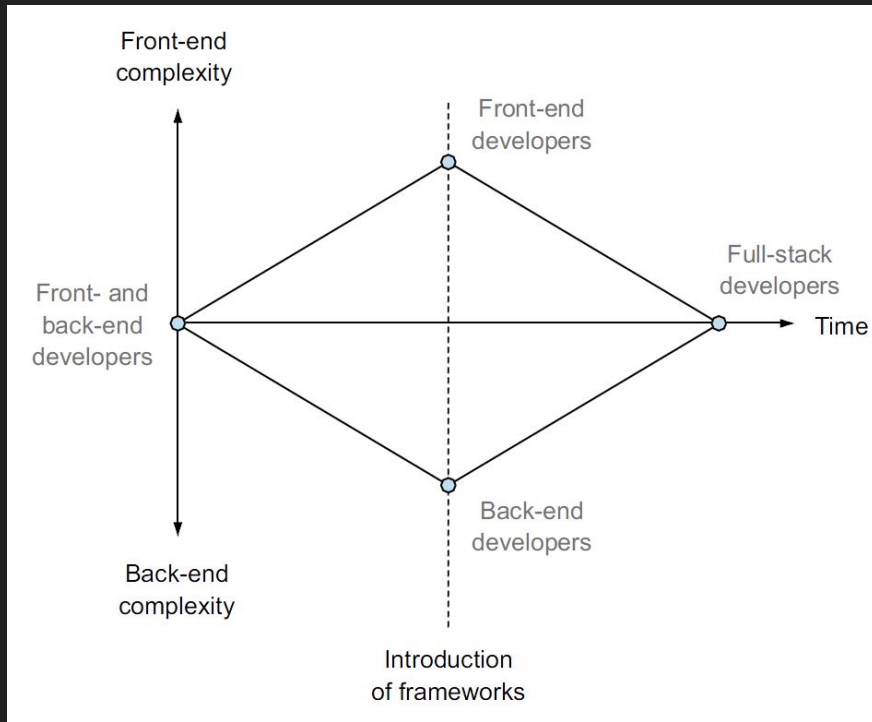 Front-end
complexity
Front-end
developers
Full-stack
developers
Front- and
back-end
developers
Time
Back-end
developers
Back-end
complexity
Introduction
of frameworks